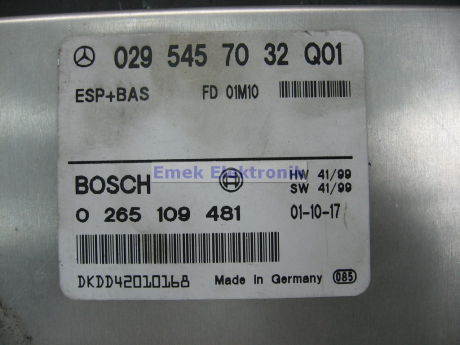 029 545 70 32 Q01
ESP+BAS FD 01M10
Emek Elektronik
BOSCH HW 41/99
SW 41/99
0 265 109 481 01-10-17
DKDD42010168 Made in Germany 085